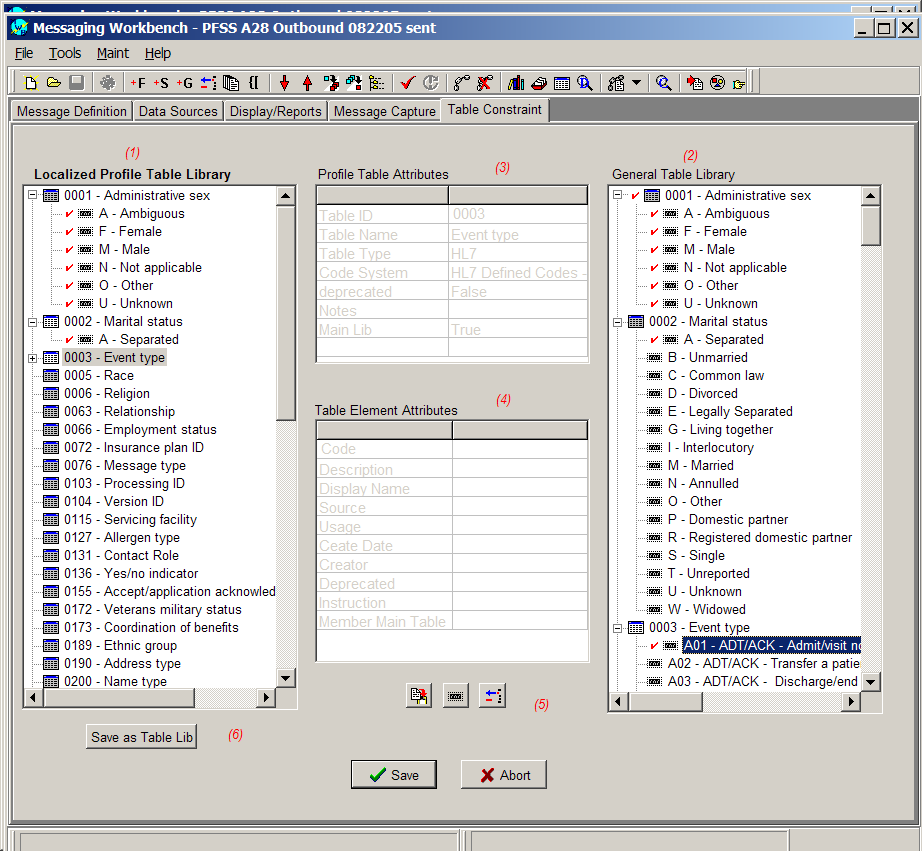 Messaging Workbench - PFSS A28 Outbound 082205 sent
File Tools Maint Help
+F +S +G
Message Definition Data Sources Display/Reports Message Capture Table Constraint
(1)
Localized Profile Table Library
0001 - Administrative sex
A - Ambiguous
F - Female
M - Male
N - Not applicable
O - Other
U - Unknown
0002 - Marital status
A - Separated
0003 - Event type
0005 - Race
0006 - Religion
0063 - Relationship
0066 - Employment status
0072 - Insurance plan ID
0076 - Message type
0103 - Processing ID
0104 - Version ID
0115 - Servicing facility
0127 - Allergen type
0131 - Contact Role
0136 - Yes/no indicator
0155 - Accept/application acknowled
0172 - Veterans military status
0173 - Coordination of benefits
0189 - Ethnic group
0190 - Address type
0200 - Name type
Save as Table Lib (6)
Profile Table Attributes (3)
Table ID 0003
Table Name Event type
Table Type HL7
Code System HL7 Defined Codes -
deprecated False
Notes
Main Lib True
Table Element Attributes (4)
Code
Description
Display Name
Source
Usage
Ceate Date
Creator
Deprecated
Instruction
Member Main Table
(5)
Save Abort
(2)
General Table Library
0001 - Administrative sex
A - Ambiguous
F - Female
M - Male
N - Not applicable
O - Other
U - Unknown
0002 - Marital status
A - Separated
B - Unmarried
C - Common law
D - Divorced
E - Legally Separated
G - Living together
I - Interlocutory
M - Married
N - Annulled
O - Other
P - Domestic partner
R - Registered domestic partner
S - Single
T - Unreported
U - Unknown
W - Widowed
0003 - Event type
A01 - ADT/ACK - Admit/visit no
A02 - ADT/ACK - Transfer a patie
A03 - ADT/ACK - Discharge/end